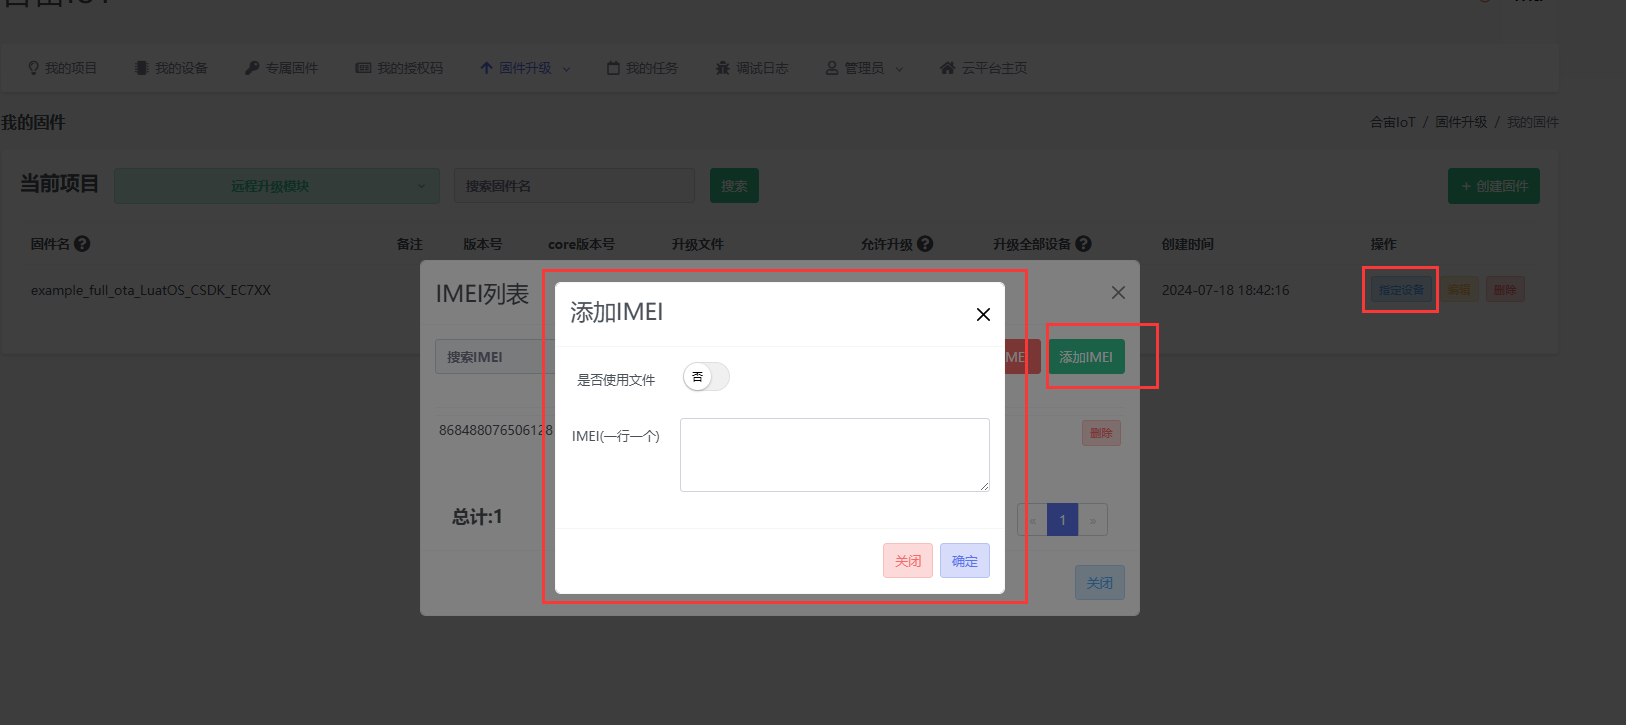 合宙IoT
我的项目 我的设备 专属固件 我的授权码 固件升级 我的任务 调试日志 管理员 云平台主页
我的固件 合宙IoT / 固件升级 / 我的固件
当前项目 远程升级模块 搜索固件名 搜索 + 创建固件
固件名 备注 版本号 core版本号 升级文件 允许升级 升级全部设备 创建时间 操作
example_full_ota_LuatOS_CSDK_EC7XX 2024-07-18 18:42:16 指定设备 编辑 删除
IMEI列表
添加IMEI
搜索IMEI MEI 添加IMEI
是否使用文件 否
868488076506128 删除
IMEI(一行一个)
总计:1 « 1 »
关闭 确定
关闭